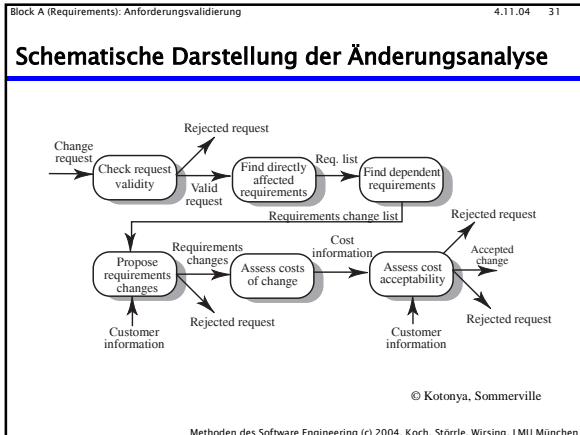 Block A (Requirements): Anforderungsvalidierung 4.11.04 31
Schematische Darstellung der Änderungsanalyse
Change
request
Check request
validity
Rejected request
Valid
request
Find directly
affected
requirements
Req. list
Find dependent
requirements
Requirements change list
Propose
requirements
changes
Customer
information
Requirements
changes
Rejected request
Assess costs
of change
Cost
information
Assess cost
acceptability
Customer
information
Rejected request
Accepted
change
Rejected request
© Kotonya, Sommerville
Methoden des Software Engineering (c) 2004, Koch, Störrle, Wirsing, LMU München